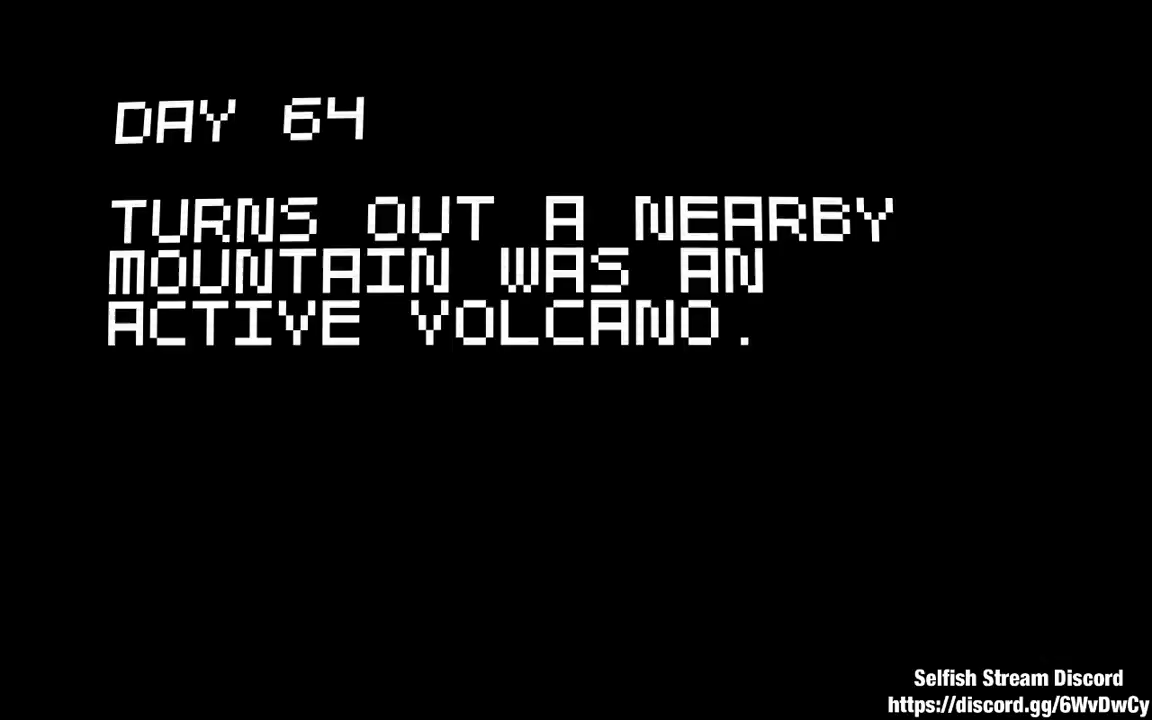 DAY 64
TURNS OUT A NEARBY
MOUNTAIN WAS AN
ACTIVE VOLCANO.
Selfish Stream Discord
https://discord.gg/6WvDwCy